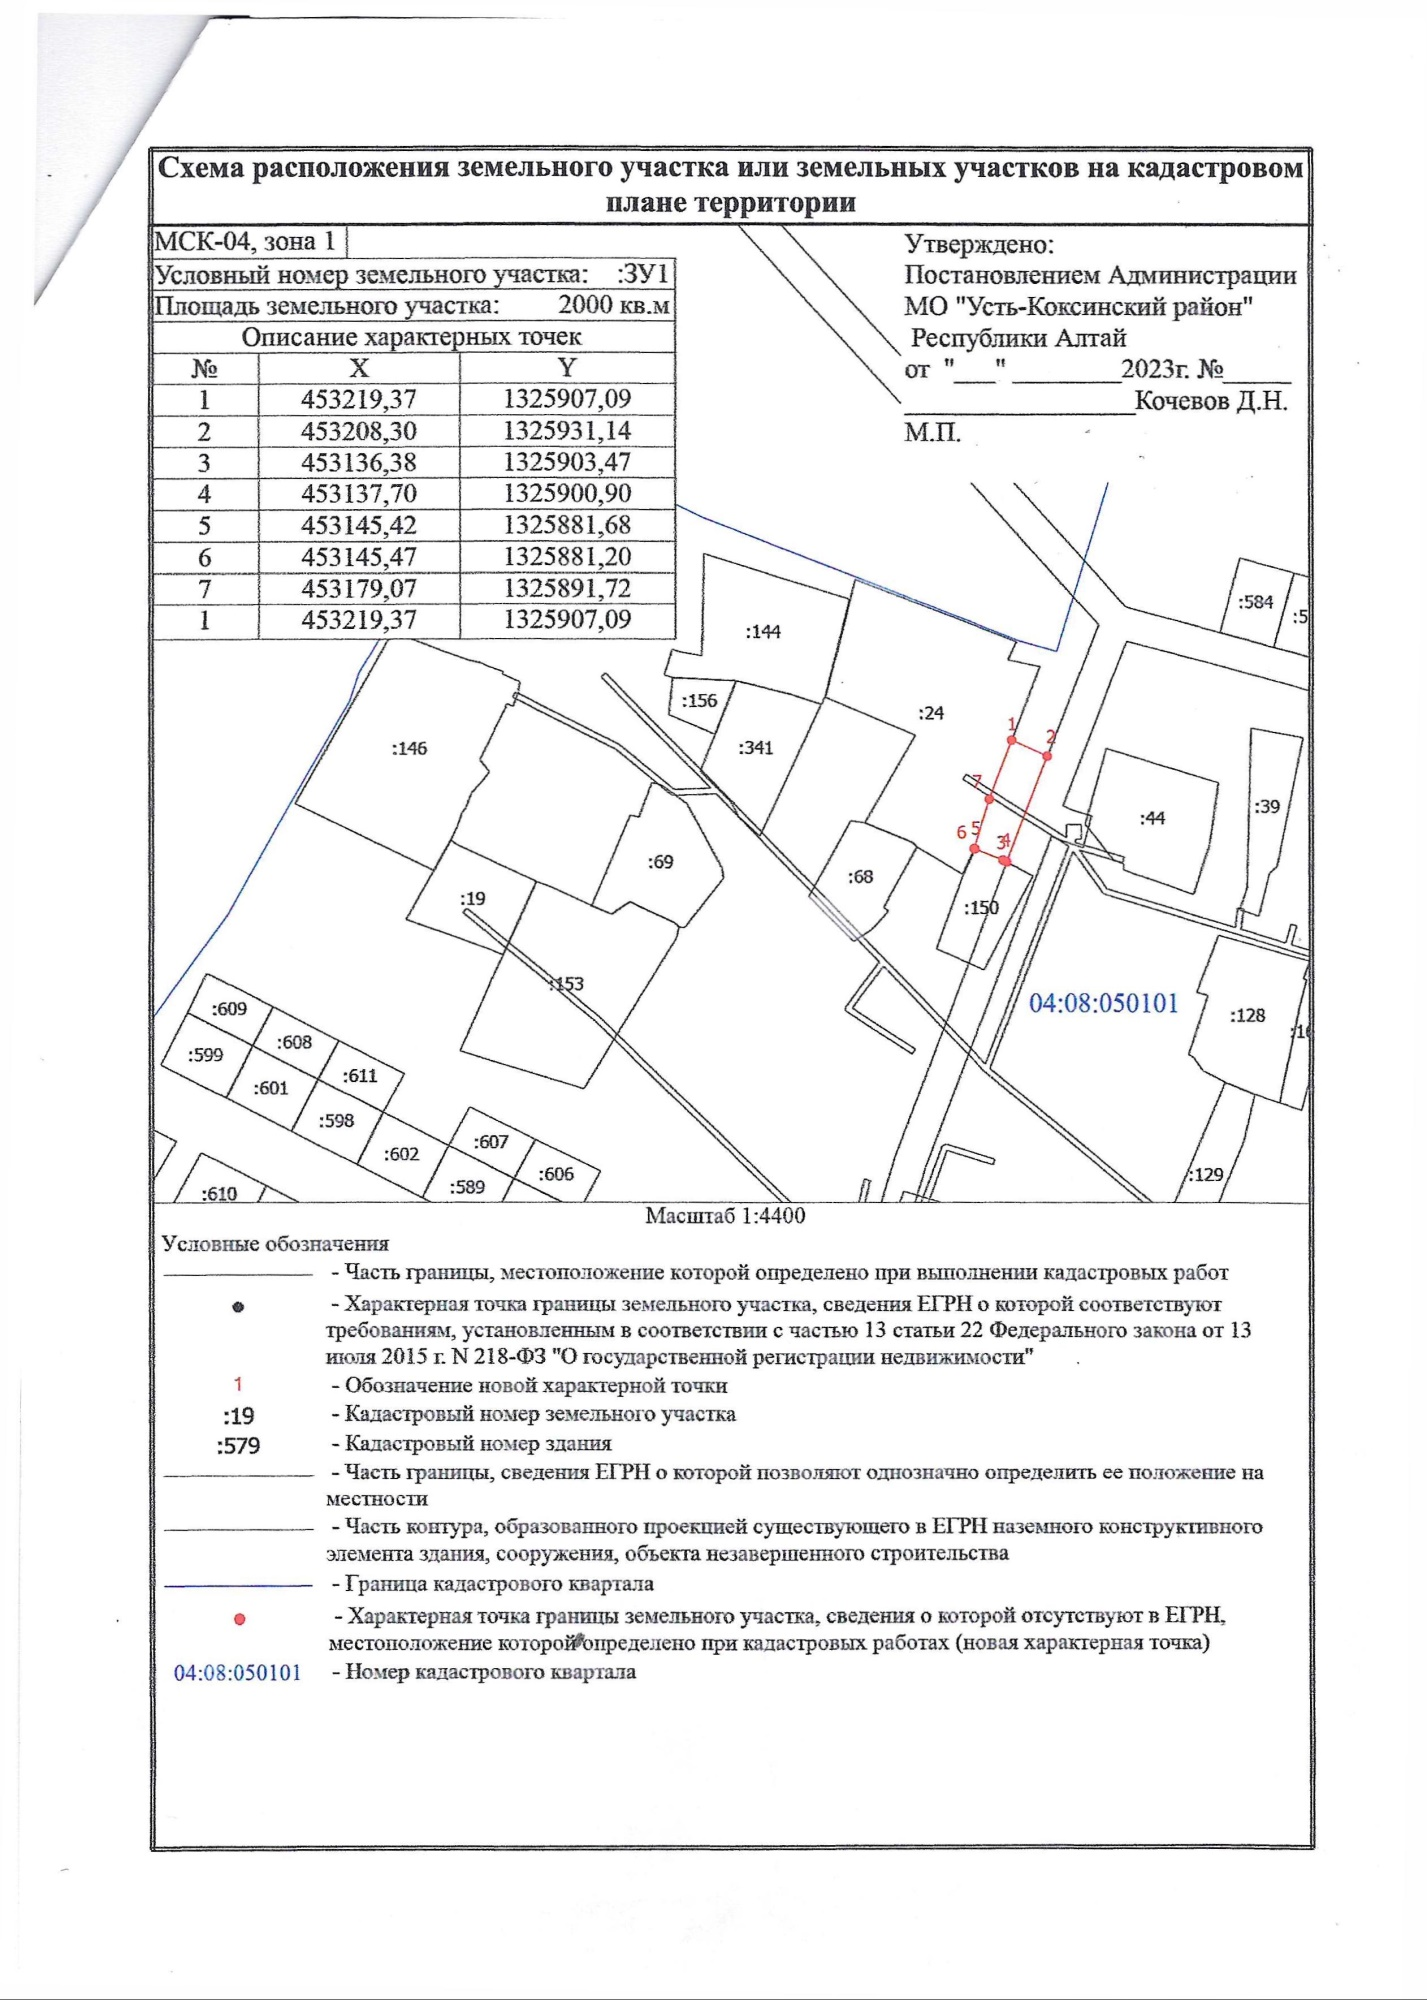 Схема расположения земельного участка или земельных участков на кадастровом
плане территории
МСК-04, зона 1
Условный номер земельного участка: :ЗУ1
Площадь земельного участка: 2000 кв.м
Описание характерных точек
№ X Y
1 453219,37 1325907,09
2 453208,30 1325931,14
3 453136,38 1325903,47
4 453137,70 1325900,90
5 453145,42 1325881,68
6 453145,47 1325881,20
7 453179,07 1325891,72
1 453219,37 1325907,09
Утверждено:
Постановлением Администрации
МО "Усть-Коксинский район"
Республики Алтай
от "___" ________2023г. №_____
_________________Кочевов Д.Н.
М.П.
:584
:5
:144
:156
:24
:341
:146
1
2
7
:44
:39
6
5
3
4
:69
:68
:19
:150
:153
04:08:050101
:128
:16
:609
:608
:599
:611
:601
:598
:602
:607
:606
:589
:610
:129
Масштаб 1:4400
Условные обозначения
- Часть границы, местоположение которой определено при выполнении кадастровых работ
- Характерная точка границы земельного участка, сведения ЕГРН о которой соответствуют
требованиям, установленным в соответствии с частью 13 статьи 22 Федерального закона от 13
июля 2015 г. N 218-ФЗ "О государственной регистрации недвижимости"
1 - Обозначение новой характерной точки
:19 - Кадастровый номер земельного участка
:579 - Кадастровый номер здания
- Часть границы, сведения ЕГРН о которой позволяют однозначно определить ее положение на
местности
- Часть контура, образованного проекцией существующего в ЕГРН наземного конструктивного
элемента здания, сооружения, объекта незавершенного строительства
- Граница кадастрового квартала
- Характерная точка границы земельного участка, сведения о которой отсутствуют в ЕГРН,
местоположение которой определено при кадастровых работах (новая характерная точка)
04:08:050101 - Номер кадастрового квартала